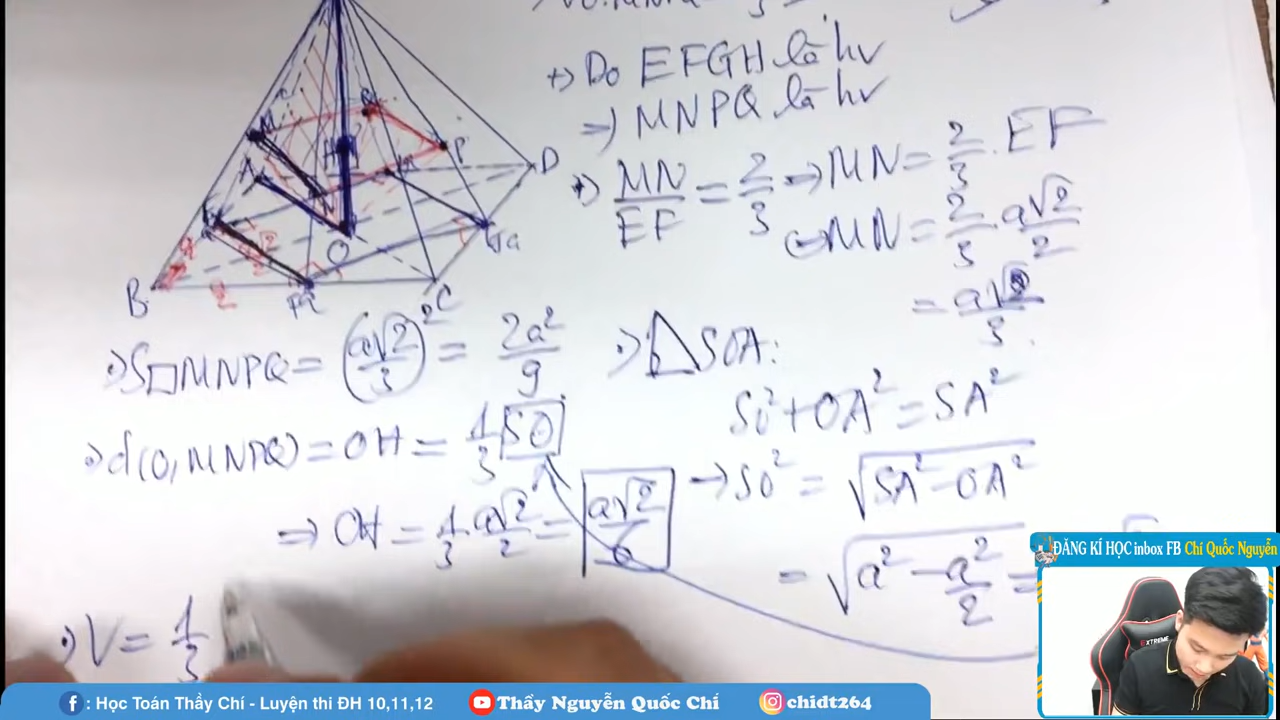 +) Do EFGH là hv
=) MNPQ là hv
+) MN/EF = 2/3 → MN = 2/3 . EF
MN = 2/3 . a√2/2
= a√2/3
B C D O M P H
+) S□MNPQ = (a√2/3)² = 2a²/9
+) d(O, MNPQ) = OH = 1/3 SO
=) OH = 1/3 . a√2/2 = a√2/6
+) V = 1/3
+) △SOA:
SO² + OA² = SA²
→ SO² = √SA² - OA²
= √a² - a²/2 =
ĐĂNG KÍ HỌC inbox FB Chí Quốc Nguyễn
EXTREME
f : Học Toán Thầy Chí - Luyện thi ĐH 10,11,12
Thầy Nguyễn Quốc Chí
chidt264